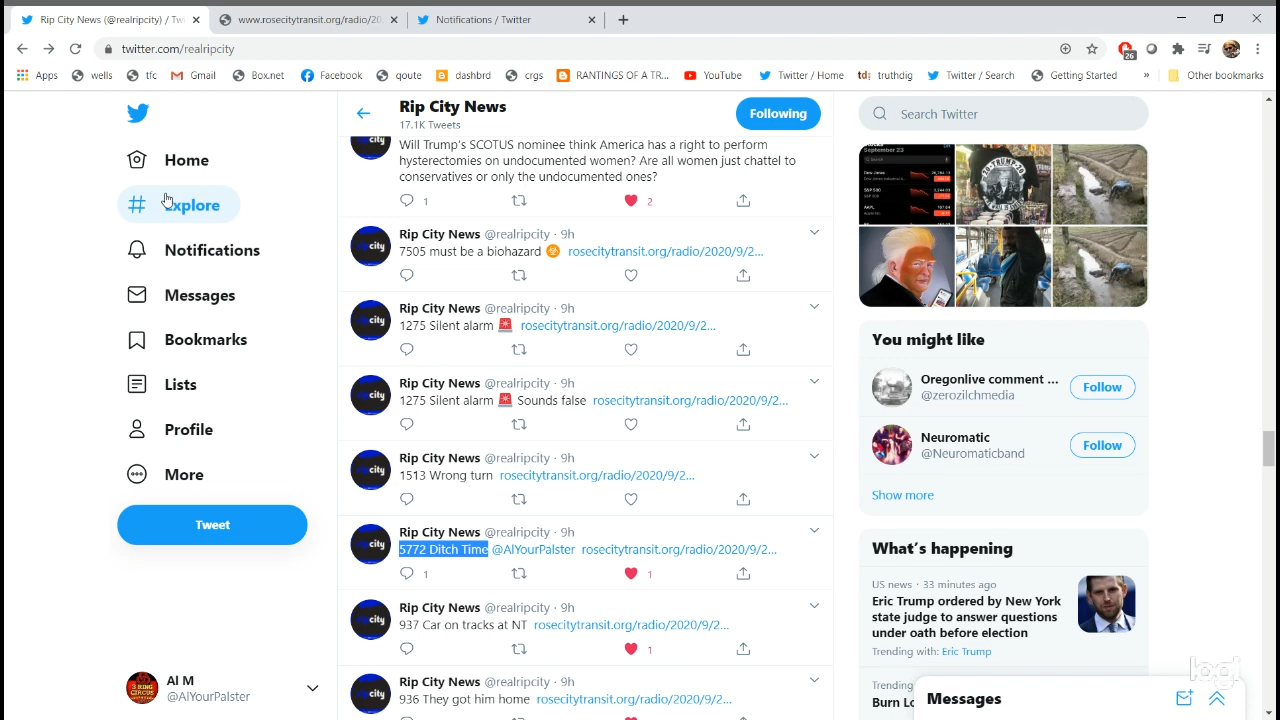 Rip City News (@realripcity) / Tw
www.rosecitytransit.org/radio/20
Notifications / Twitter
twitter.com/realripcity
26
Apps
wells
tfc
Gmail
Box.net
Facebook
qoute
dashbrd
crgs
RANTINGS OF A TR...
YouTube
Twitter / Home
td: truthdig
Twitter / Search
Getting Started
»
Other bookmarks
Home
Explore
Notifications
Messages
Bookmarks
Lists
Profile
More
Tweet
Al M
@AlYourPalster
Rip City News
17.1K Tweets
Following
Will Trump's SCOTUS nominee think America has a right to perform
hysterectomies on undocumented women? Are all women just chattel to
conservatives or only the undocumented ones?
1 2
Rip City News @realripcity · 9h
7505 must be a biohazard ☣ rosecitytransit.org/radio/2020/9/2...
Rip City News @realripcity · 9h
1275 Silent alarm 🚨 rosecitytransit.org/radio/2020/9/2...
Rip City News @realripcity · 9h
1275 Silent alarm 🚨 Sounds false rosecitytransit.org/radio/2020/9/2...
Rip City News @realripcity · 9h
1513 Wrong turn rosecitytransit.org/radio/2020/9/2...
Rip City News @realripcity · 9h
5772 Ditch Time @AlYourPalster rosecitytransit.org/radio/2020/9/2...
1 1
Rip City News @realripcity · 9h
937 Car on tracks at NT rosecitytransit.org/radio/2020/9/2...
1
Rip City News @realripcity · 9h
936 They got him home rosecitytransit.org/radio/2020/9/2...
Search Twitter
September 23
You might like
Oregonlive comment ...
@zerozilchmedia
Follow
Neuromatic
@Neuromaticband
Follow
Show more
What's happening
US news · 33 minutes ago
Eric Trump ordered by New York
state judge to answer questions
under oath before election
Trending with: Eric Trump
Trending
Burn Lo
Messages
logi